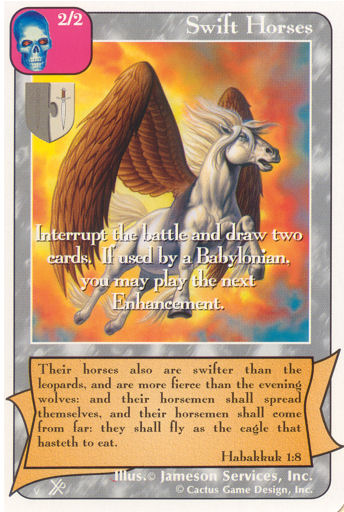 2/2
Swift Horses
Interrupt the battle and draw two
cards. If used by a Babylonian,
you may play the next
Enhancement.
Their horses also are swifter than the
leopards, and are more fierce than the evening
wolves: and their horsemen shall spread
themselves, and their horsemen shall come
from far: they shall fly as the eagle that
hasteth to eat.
Habakkuk 1:8
Illus.© Jameson Services, Inc.
© Cactus Game Design, Inc.
V